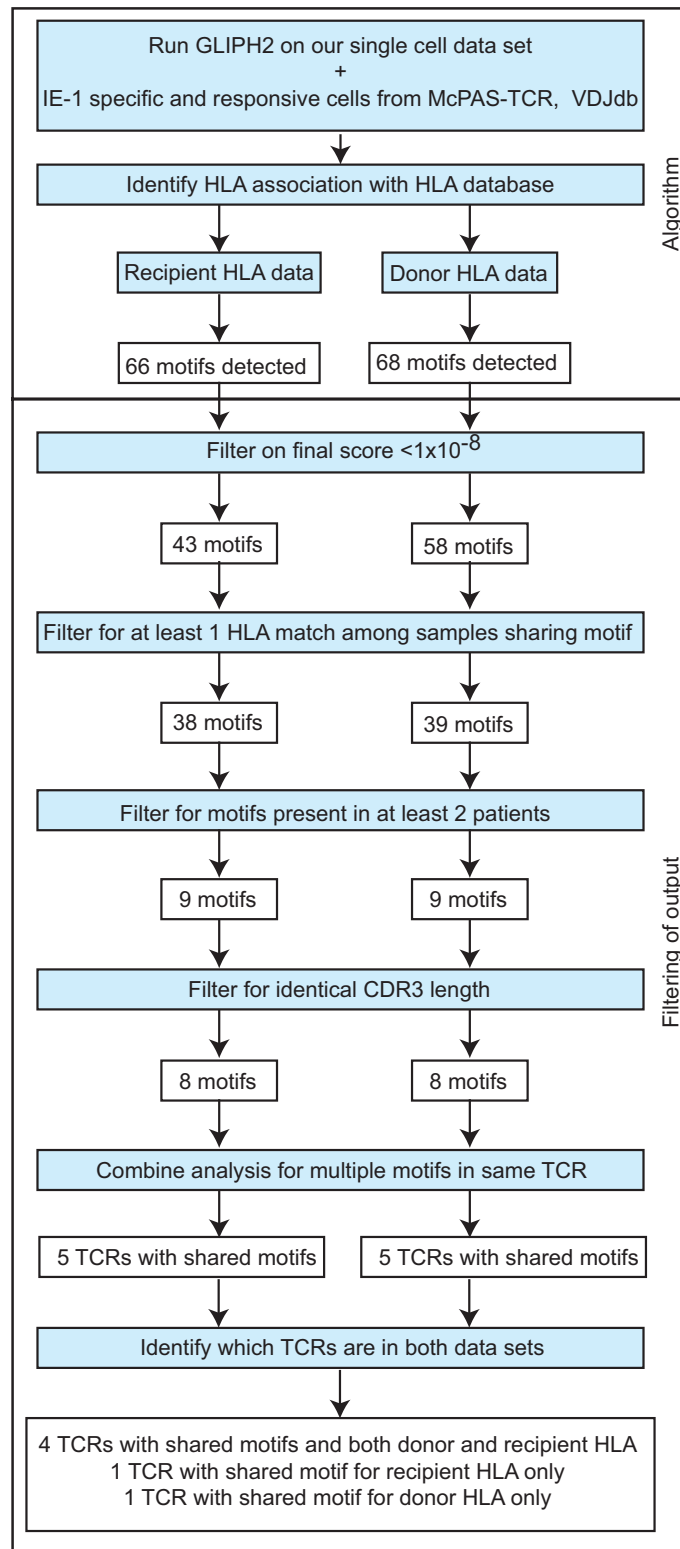 Run GLIPH2 on our single cell data set
+
IE-1 specific and responsive cells from McPAS-TCR, VDJdb
Identify HLA association with HLA database
Recipient HLA data
Donor HLA data
66 motifs detected
68 motifs detected
Algorithm
Filter on final score <1x10-8
43 motifs
58 motifs
Filter for at least 1 HLA match among samples sharing motif
38 motifs
39 motifs
Filter for motifs present in at least 2 patients
9 motifs
9 motifs
Filter for identical CDR3 length
8 motifs
8 motifs
Combine analysis for multiple motifs in same TCR
5 TCRs with shared motifs
5 TCRs with shared motifs
Identify which TCRs are in both data sets
4 TCRs with shared motifs and both donor and recipient HLA
1 TCR with shared motif for recipient HLA only
1 TCR with shared motif for donor HLA only
Filtering of output